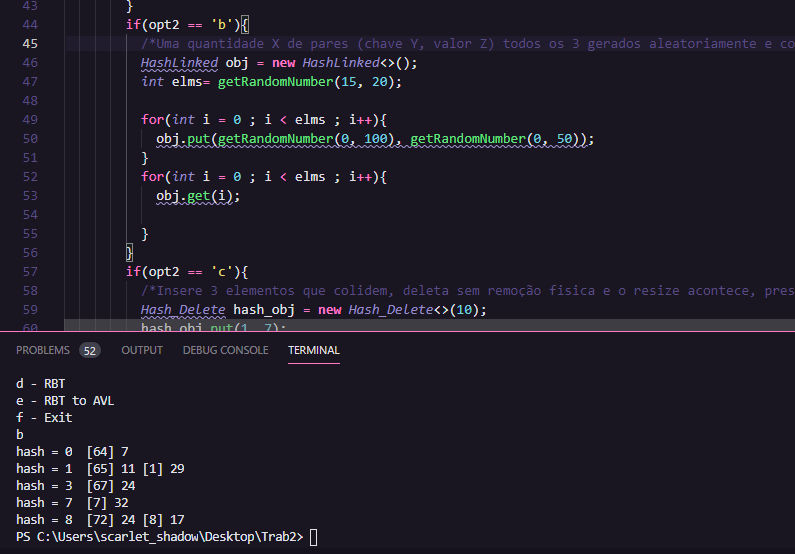 43 }
44 if(opt2 == 'b'){
45 /*Uma quantidade X de pares (chave Y, valor Z) todos os 3 gerados aleatoriamente e co
46 HashLinked obj = new HashLinked<>();
47 int elms= getRandomNumber(15, 20);
48
49 for(int i = 0 ; i < elms ; i++){
50 obj.put(getRandomNumber(0, 100), getRandomNumber(0, 50));
51 }
52 for(int i = 0 ; i < elms ; i++){
53 obj.get(i);
54
55 }
56 }
57 if(opt2 == 'c'){
58 /*Insere 3 elementos que colidem, deleta sem remoção fisica e o resize acontece, pres
59 Hash_Delete hash_obj = new Hash_Delete<>(10);
60 hash_obj.put(1, 7);
PROBLEMS 52 OUTPUT DEBUG CONSOLE TERMINAL
d - RBT
e - RBT to AVL
f - Exit
b
hash = 0 [64] 7
hash = 1 [65] 11 [1] 29
hash = 3 [67] 24
hash = 7 [7] 32
hash = 8 [72] 24 [8] 17
PS C:\Users\scarlet_shadow\Desktop\Trab2>